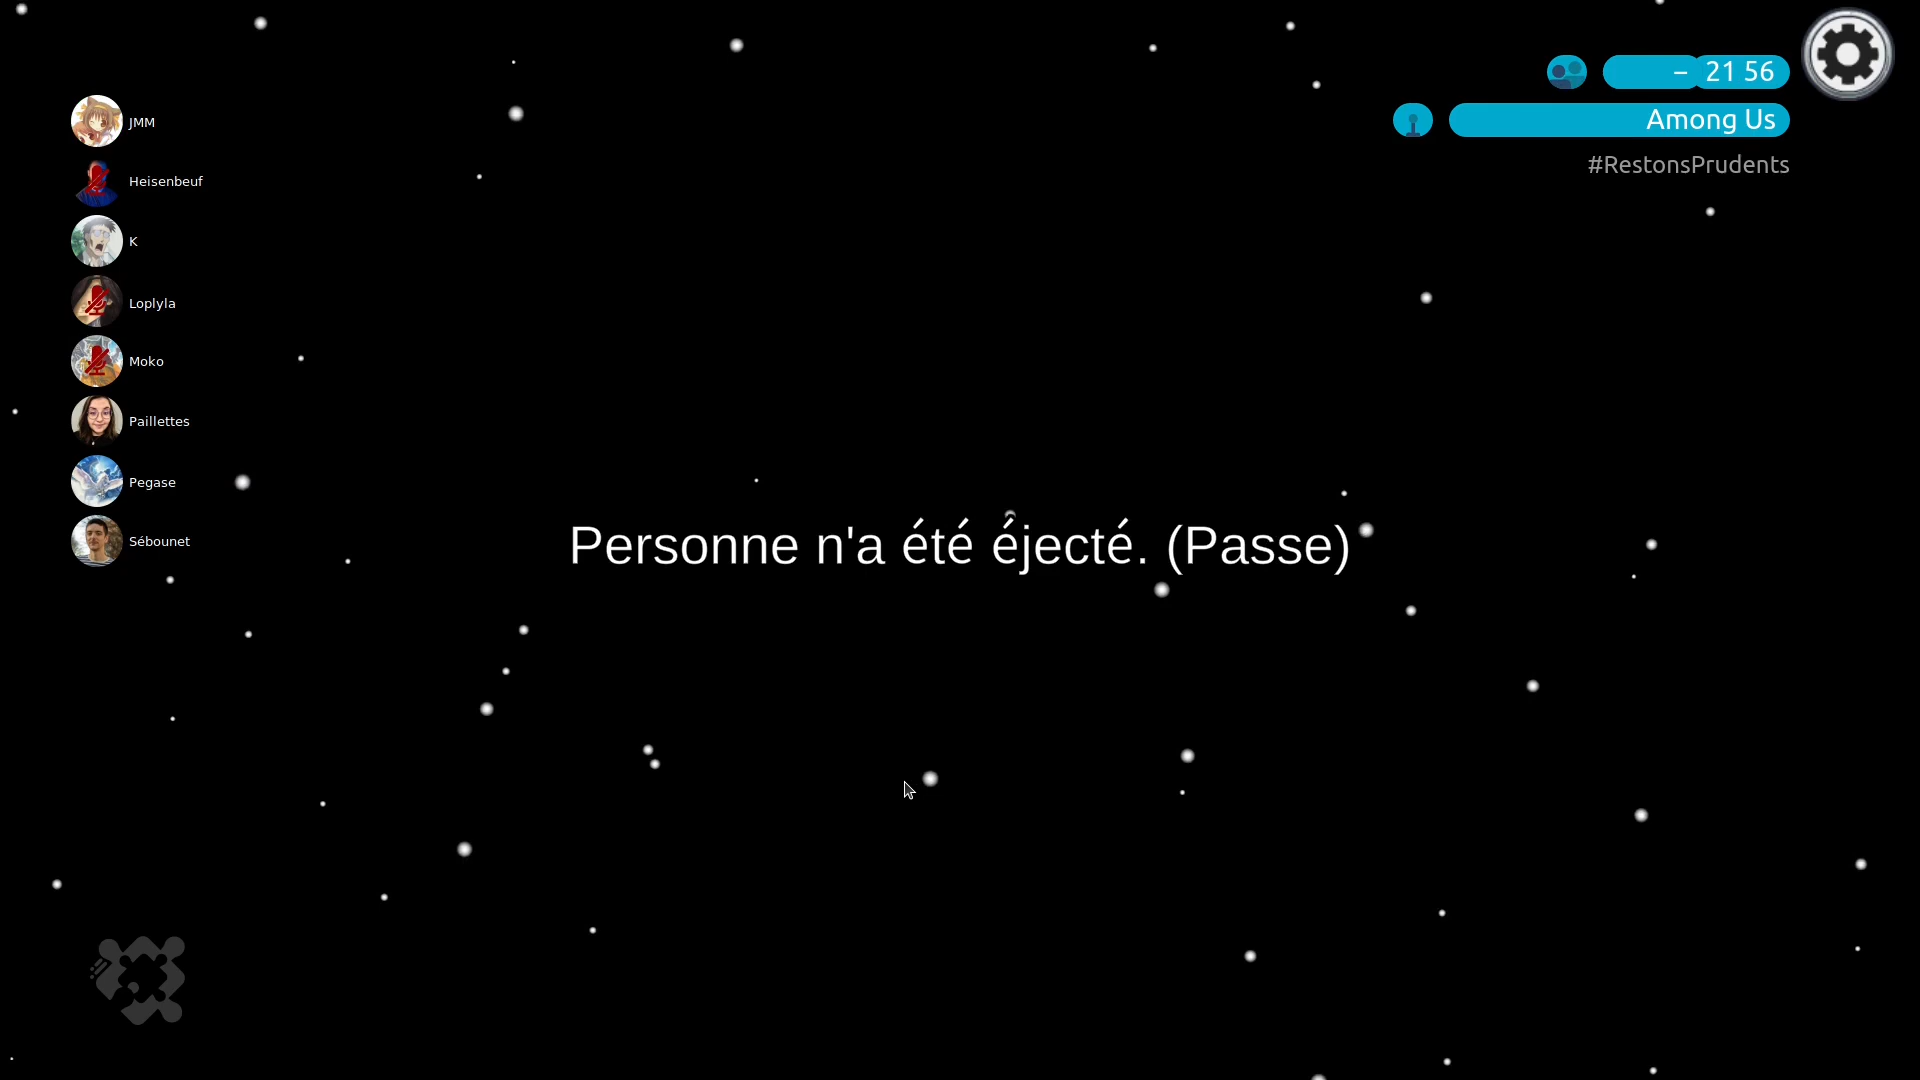 – 21 56
Among Us
#RestonsPrudents
JMM
Heisenbeuf
K
Loplyla
Moko
Paillettes
Pegase
Sébounet
Personne n'a été éjecté. (Passe)